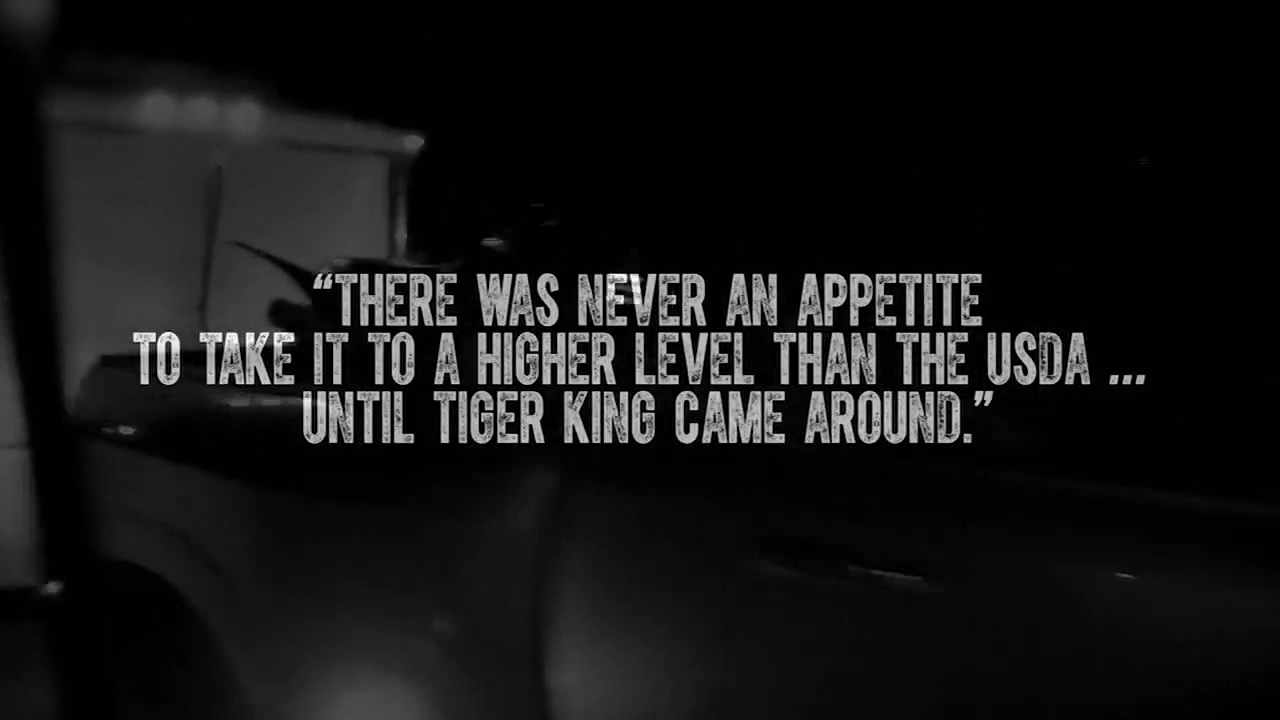 “THERE WAS NEVER AN APPETITE
TO TAKE IT TO A HIGHER LEVEL THAN THE USDA ...
UNTIL TIGER KING CAME AROUND.”